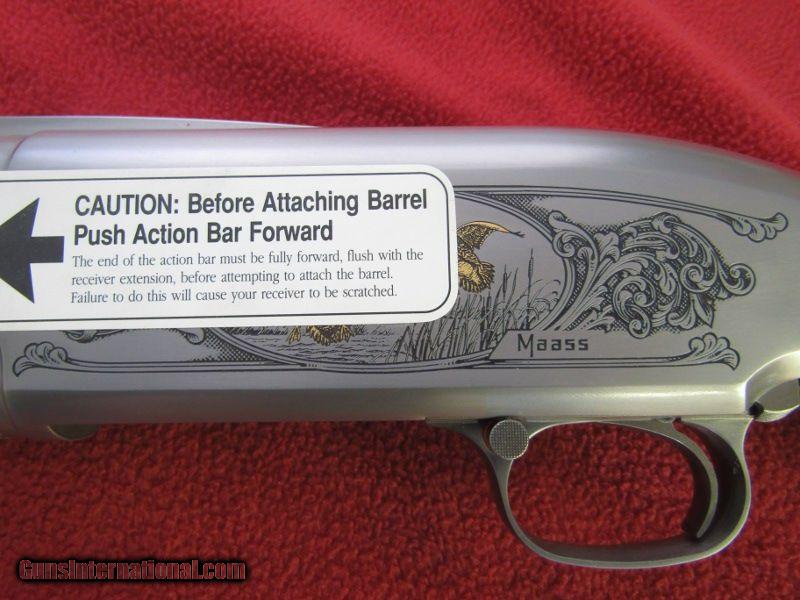 CAUTION: Before Attaching Barrel
Push Action Bar Forward
The end of the action bar must be fully forward, flush with the
receiver extension, before attempting to attach the barrel.
Failure to do this will cause your receiver to be scratched.
Maass
GunsInternational.com